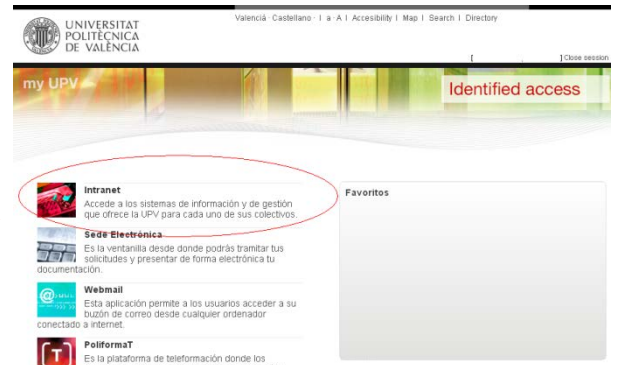 UNIVERSITAT
POLITÈCNICA
DE VALÈNCIA
Valencià · Castellano · I a · A I Accesibility I Map I Search I Directory
[ , ] Close session
my UPV
Identified access
Intranet
Accede a los sistemas de información y de gestión
que ofrece la UPV para cada uno de sus colectivos.
Favoritos
Sede Electrónica
Es la ventanilla desde donde podrás tramitar tus
solicitudes y presentar de forma electrónica tu
documentación.
Webmail
Esta aplicación permite a los usuarios acceder a su
buzón de correo desde cualquier ordenador
conectado a internet.
PoliformaT
Es la plataforma de teleformación donde los